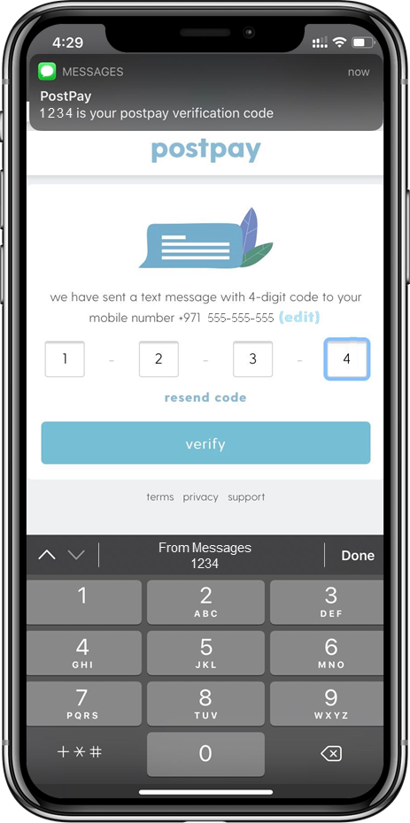 4:29
MESSAGES now
PostPay
1234 is your postpay verification code
postpay
we have sent a text message with 4-digit code to your
mobile number +971 555-555-555 (edit)
1 - 2 - 3 - 4
resend code
verify
terms privacy support
From Messages
1234
Done
1 2 3
ABC DEF
4 5 6
GHI JKL MNO
7 8 9
PQRS TUV WXYZ
+*# 0